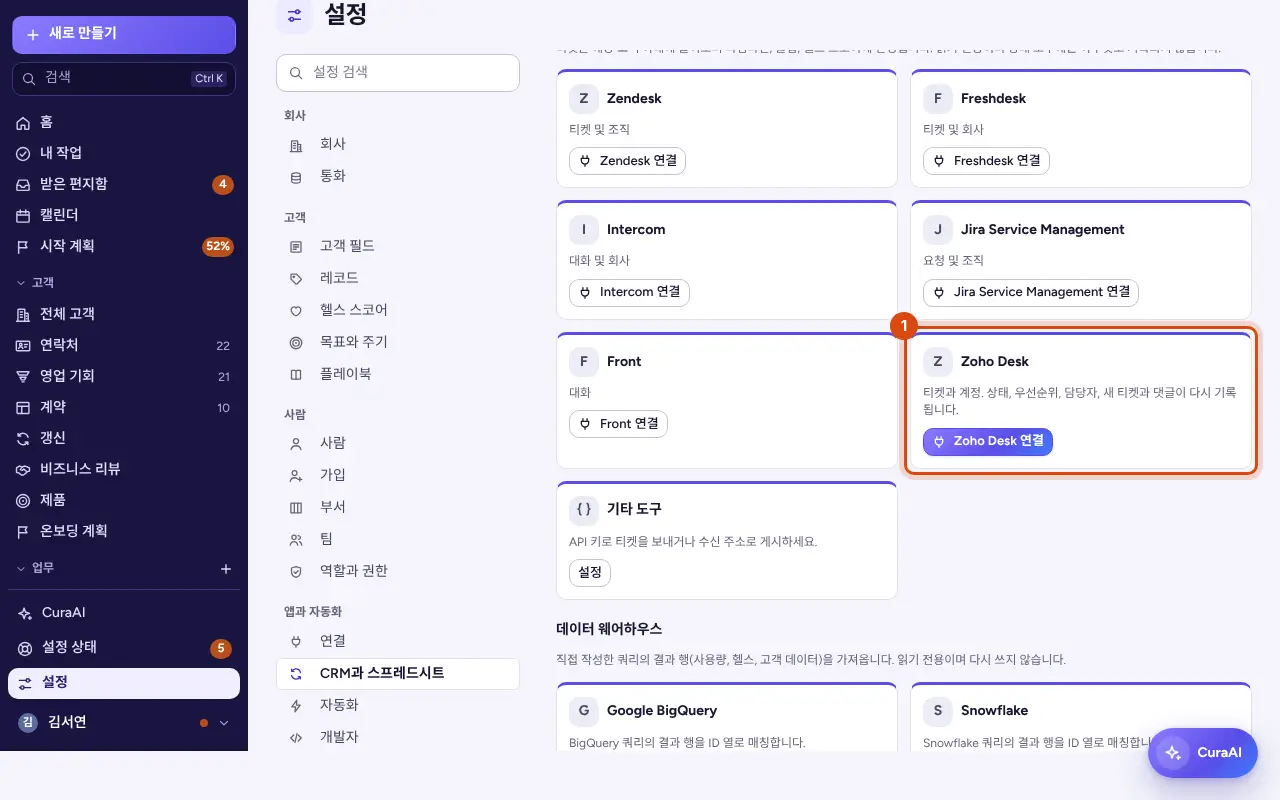 새로 만들기
검색
Ctrl K
홈
내 작업
받은 편지함
4
캘린더
시작 계획
52%
고객
전체 고객
연락처
22
영업 기회
21
계약
10
갱신
비즈니스 리뷰
제품
온보딩 계획
업무
CuraAI
설정 상태
5
설정
김
김서연
설정
설정 검색
회사
회사
통화
고객
고객 필드
레코드
헬스 스코어
목표와 주기
플레이북
사람
사람
가입
부서
팀
역할과 권한
앱과 자동화
연결
CRM과 스프레드시트
자동화
개발자
Z
Zendesk
티켓 및 조직
Zendesk 연결
F
Freshdesk
티켓 및 회사
Freshdesk 연결
I
Intercom
대화 및 회사
Intercom 연결
J
Jira Service Management
요청 및 조직
Jira Service Management 연결
F
Front
대화
Front 연결
1
Z
Zoho Desk
티켓과 계정. 상태, 우선순위, 담당자, 새 티켓과 댓글이 다시 기록
됩니다.
Zoho Desk 연결
{ }
기타 도구
API 키로 티켓을 보내거나 수신 주소로 게시하세요.
설정
데이터 웨어하우스
직접 작성한 쿼리의 결과 행(사용량, 헬스, 고객 데이터)을 가져옵니다. 읽기 전용이며 다시 쓰지 않습니다.
G
Google BigQuery
BigQuery 쿼리의 결과 행을 ID 열로 매칭합니다.
S
Snowflake
Snowflake 쿼리의 결과 행을 ID 열로
CuraAI